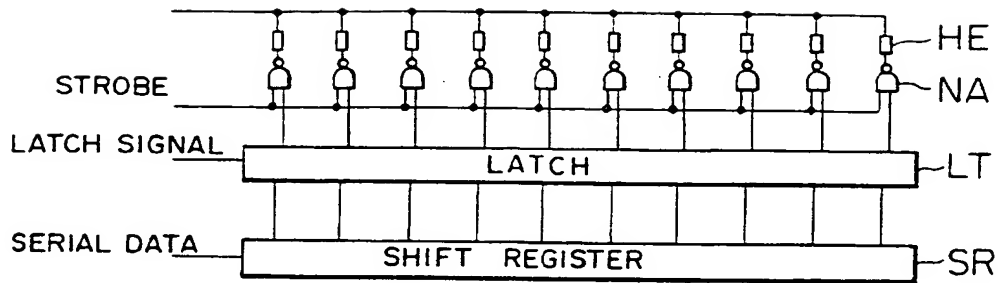 HE
STROBE
NA
LATCH SIGNAL
LATCH
LT
SERIAL DATA
SHIFT REGISTER
SR